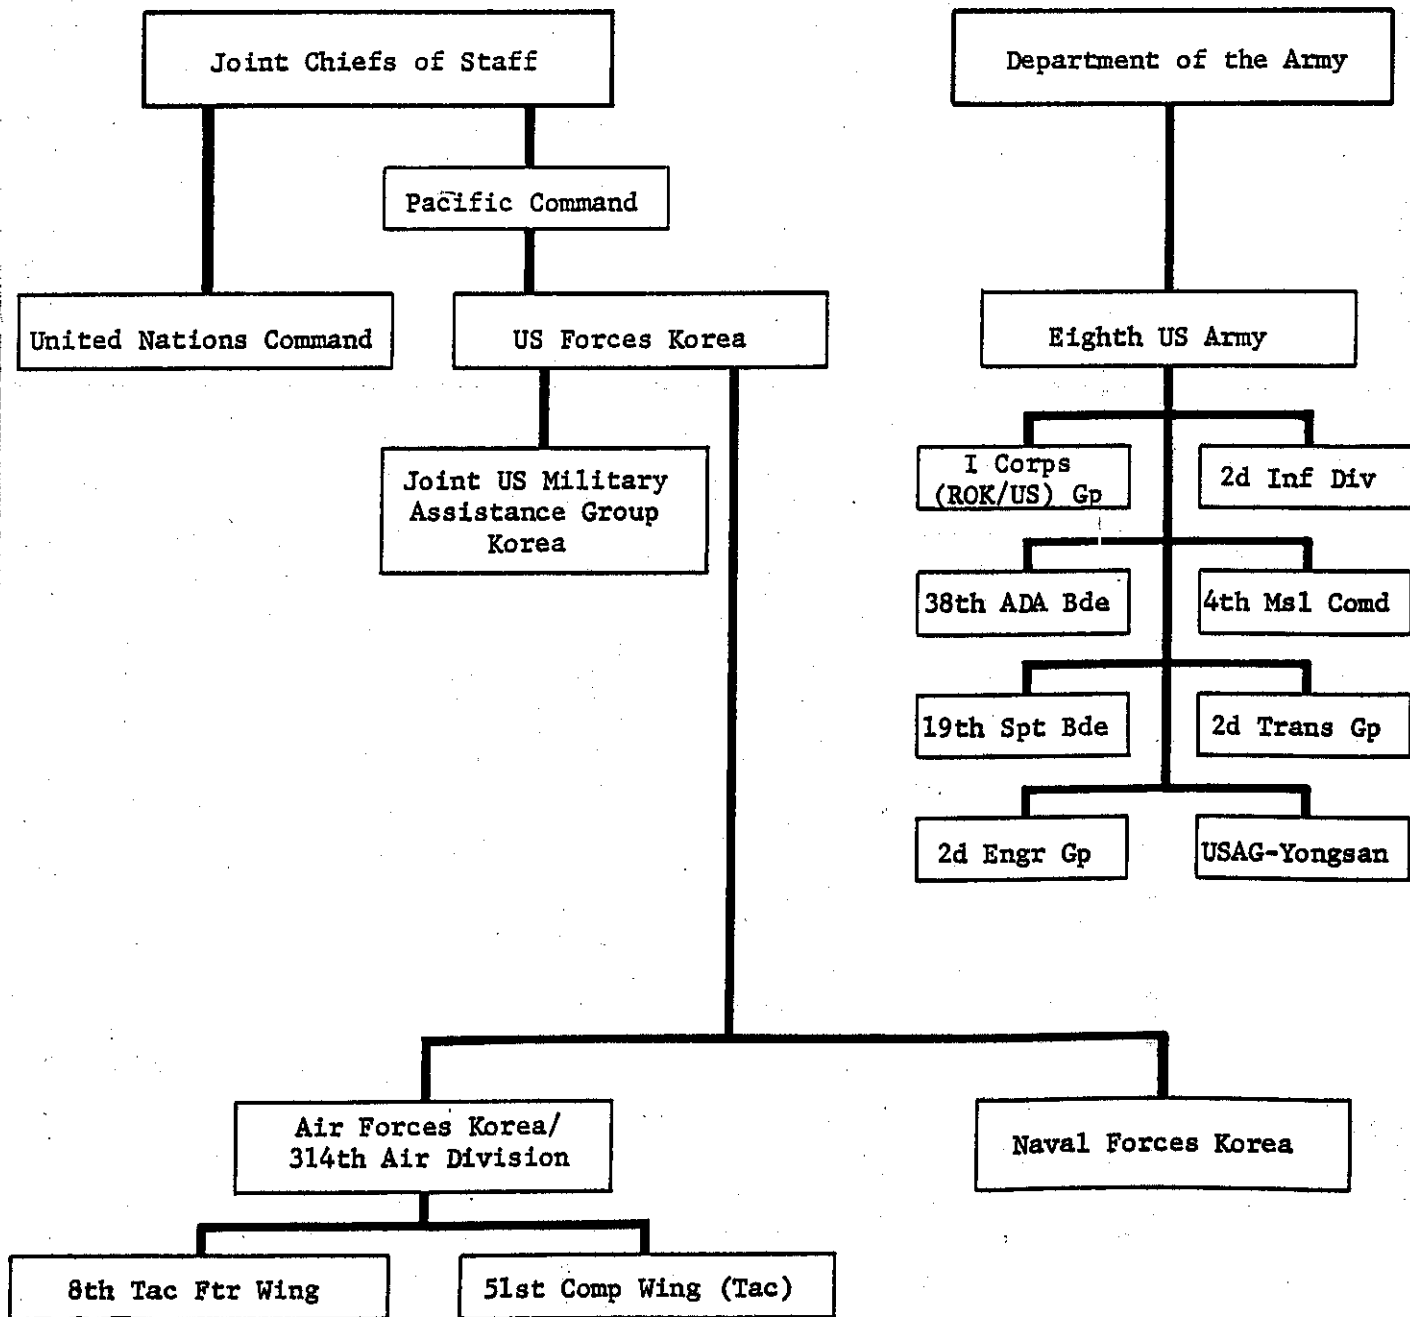 Joint Chiefs of Staff
Department of the Army
Pacific Command
United Nations Command
US Forces Korea
Eighth US Army
Joint US Military
Assistance Group
Korea
I Corps
(ROK/US) Gp
2d Inf Div
38th ADA Bde
4th Msl Comd
19th Spt Bde
2d Trans Gp
2d Engr Gp
USAG-Yongsan
Air Forces Korea/
314th Air Division
Naval Forces Korea
8th Tac Ftr Wing
51st Comp Wing (Tac)